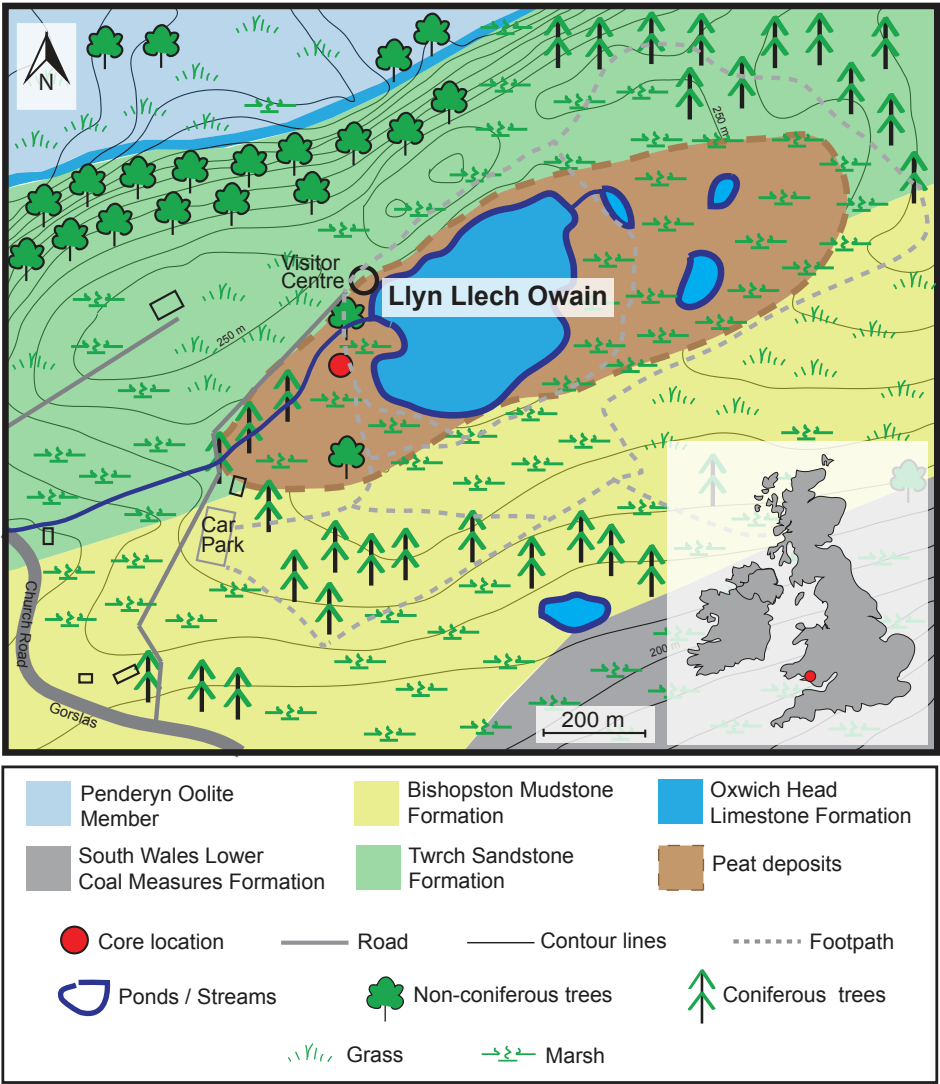 N
250 m
Visitor
Centre
Llyn Llech Owain
250 m
Car
Park
Church Road
Gorslas
200 m
200 m
Penderyn Oolite
Member
Bishopston Mudstone
Formation
Oxwich Head
Limestone Formation
South Wales Lower
Coal Measures Formation
Twrch Sandstone
Formation
Peat deposits
Core location
Road
Contour lines
Footpath
Ponds / Streams
Non-coniferous trees
Coniferous trees
Grass
Marsh